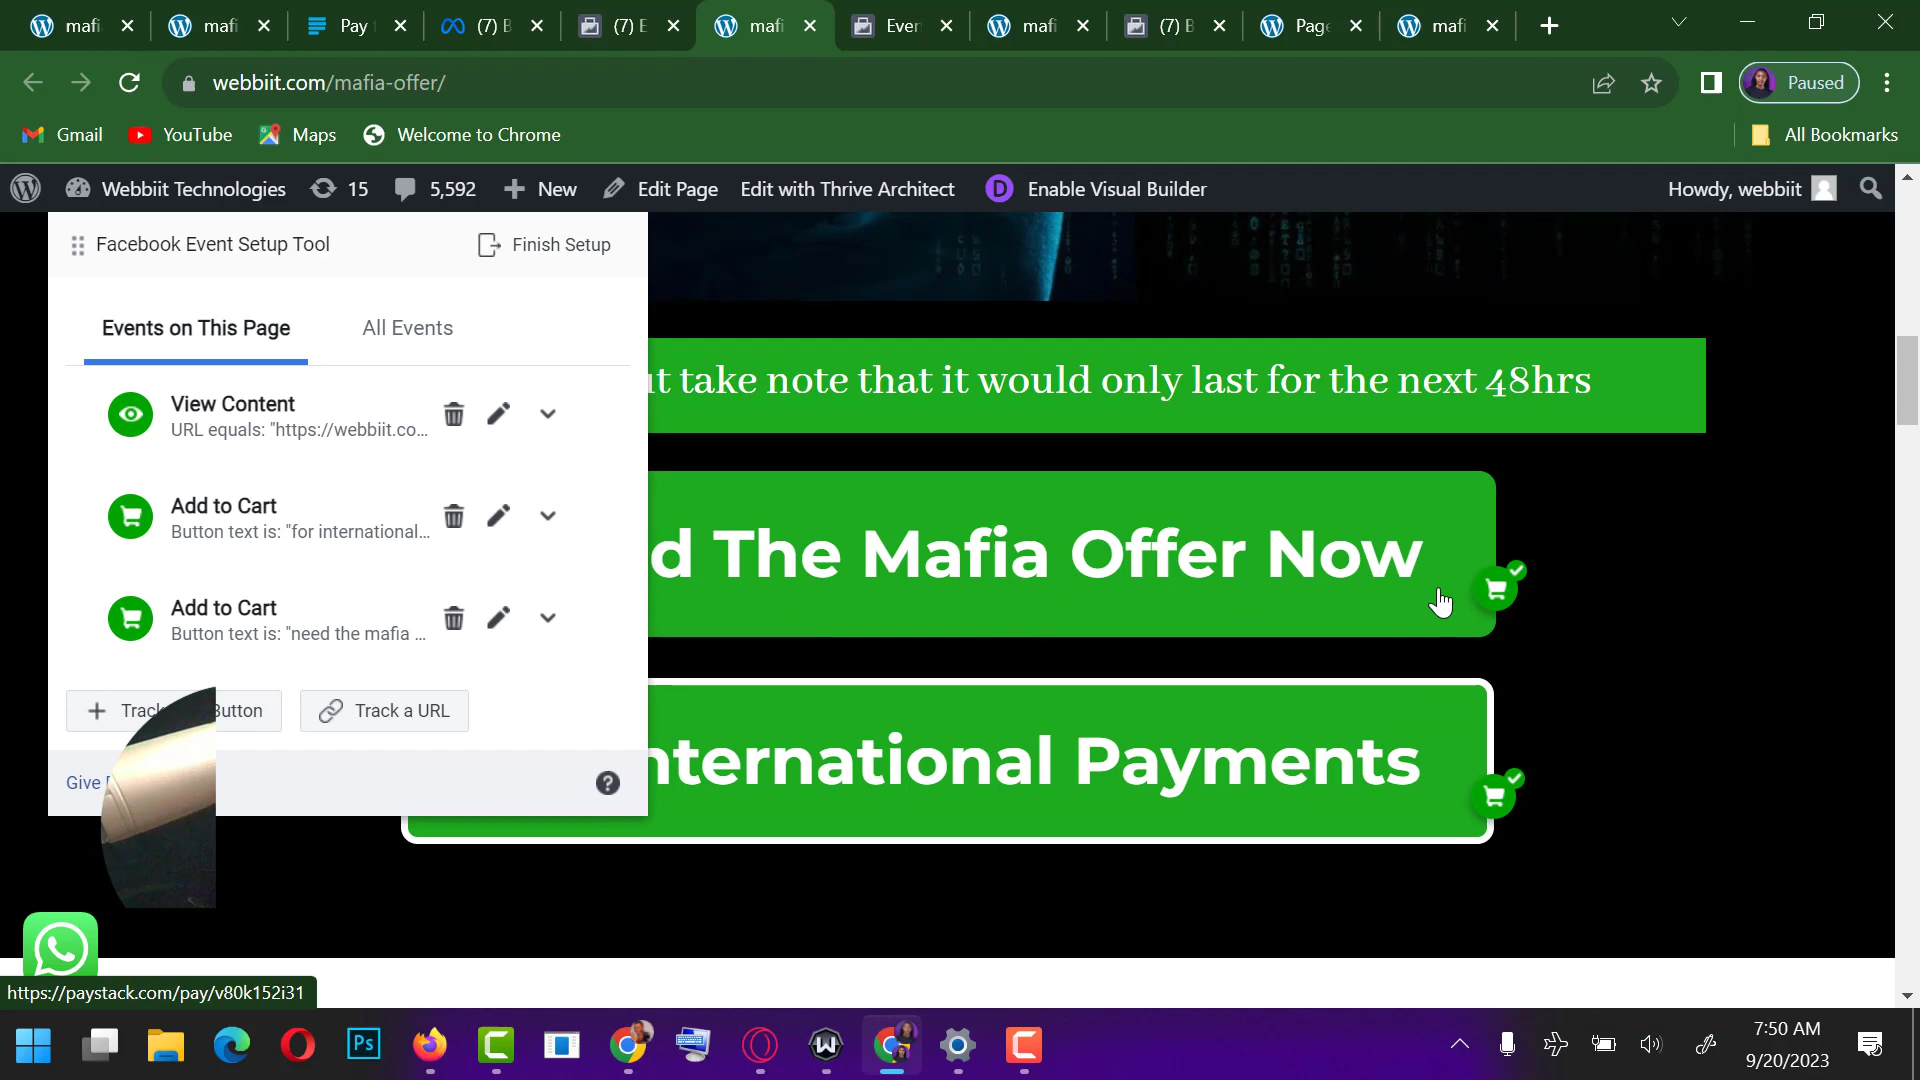 mafi
mafi
Pay
(7) B
(7) E
mafi
Even
mafi
(7) B
Page
mafi
webbiit.com/mafia-offer/
Paused
Gmail
YouTube
Maps
Welcome to Chrome
All Bookmarks
Webbiit Technologies
15
5,592
New
Edit Page
Edit with Thrive Architect
D
Enable Visual Builder
Howdy, webbiit
Facebook Event Setup Tool
Finish Setup
Events on This Page
All Events
View Content
URL equals: "https://webbiit.co...
Add to Cart
Button text is: "for international...
Add to Cart
Button text is: "need the mafia ...
Track
Button
Track a URL
Give
take note that it would only last for the next 48hrs
d The Mafia Offer Now
nternational Payments
https://paystack.com/pay/v80k152i31
Ps
7:50 AM
9/20/2023